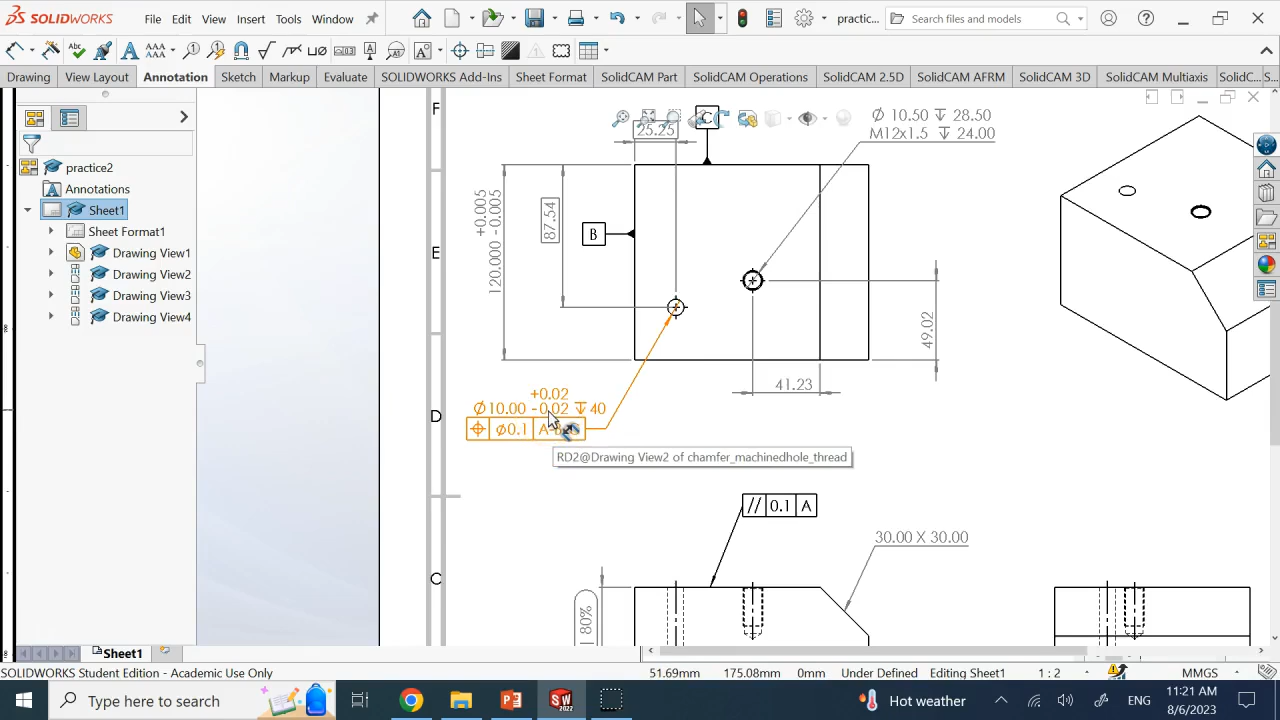 SOLIDWORKS File Edit View Insert Tools Window practic... Search files and models
Drawing View Layout Annotation Sketch Markup Evaluate SOLIDWORKS Add-Ins Sheet Format SolidCAM Part SolidCAM Operations SolidCAM 2.5D SolidCAM AFRM SolidCAM 3D SolidCAM Multiaxis SolidC... S...
practice2
Annotations
Sheet1
Sheet Format1
Drawing View1
Drawing View2
Drawing View3
Drawing View4
F
E
D
C
25.25
C
Ø 10.50 ↧ 28.50
M12x1.5 ↧ 24.00
+0.005
120.000 -0.005
87.54
B
49.02
41.23
+0.02
Ø10.00 -0.02 ↧40
⌖ Ø0.1
RD2@Drawing View2 of chamfer_machinedhole_thread
// 0.1 A
30.00 X 30.00
80%
Sheet1
SOLIDWORKS Student Edition - Academic Use Only 51.69mm 175.08mm 0mm Under Defined Editing Sheet1 1 : 2 MMGS
Type here to search SW 2022 Hot weather ENG 11:21 AM
8/6/2023